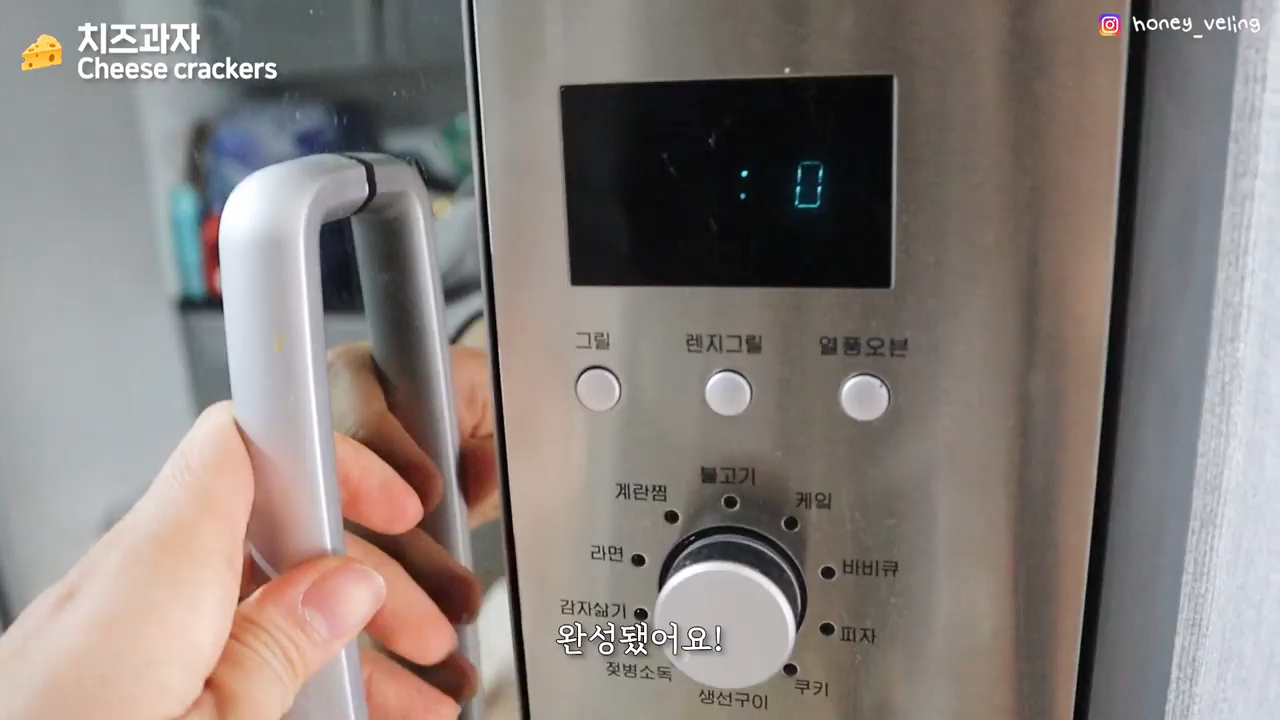 치즈과자
Cheese crackers
honey_veling
: 0
그릴 렌지그릴 열풍오븐
불고기
계란찜 케잌
라면 바비큐
감자삶기 피자
완성됐어요!
젖병소독 쿠키
생선구이